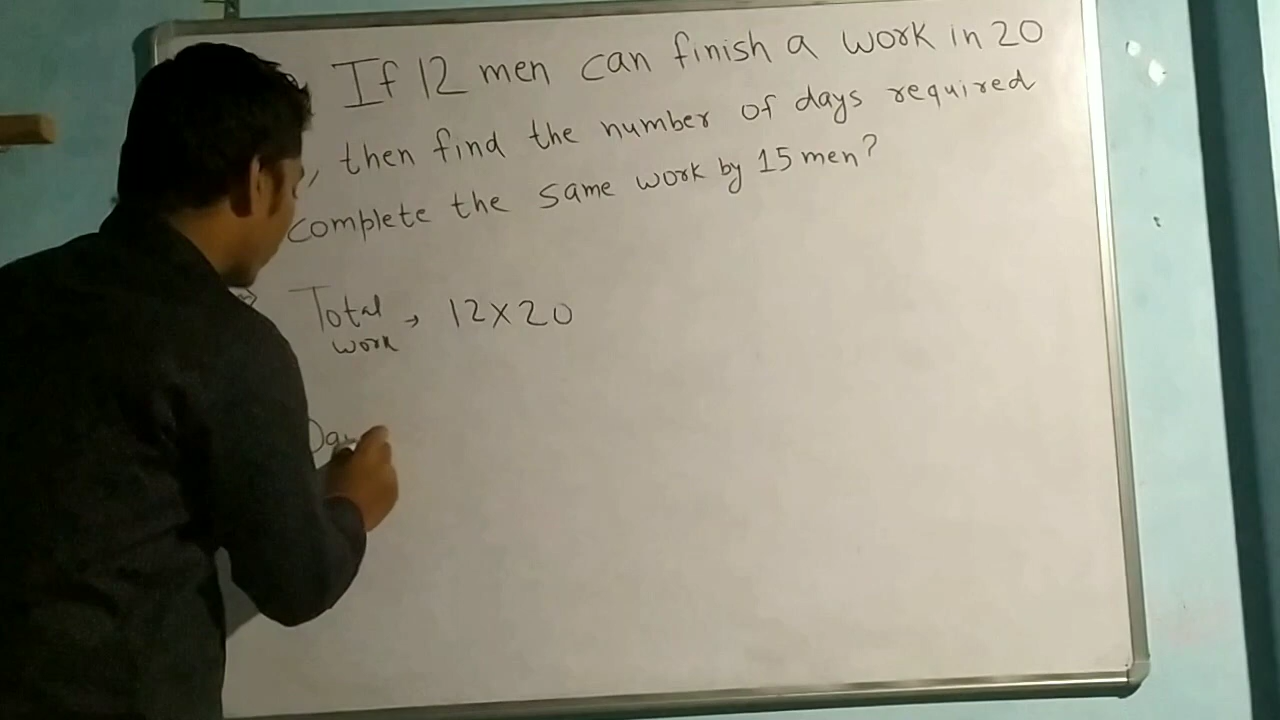 If 12 men can finish a work in 20
, then find the number of days required
complete the same work by 15 men?
⇒ Total work → 12 × 20
Da